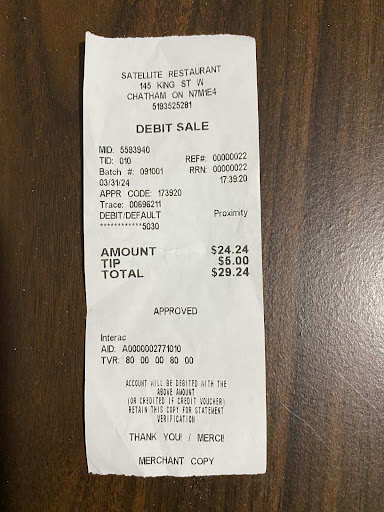 SATELLITE RESTAURANT
145 KING ST W
CHATHAM ON N7M1E4
5193525281
DEBIT SALE
MID: 5593940
TID: 010 REF#: 00000022
Batch #: 091001 RRN: 00000022
03/31/24 17:39:20
APPR CODE: 173920
Trace: 00696211
DEBIT/DEFAULT Proximity
************5030
AMOUNT $24.24
TIP $5.00
TOTAL $29.24
APPROVED
Interac
AID: A0000002771010
TVR: 80 00 00 80 00
ACCOUNT WILL BE DEBITED WITH THE
ABOVE AMOUNT
(OR CREDITED IF CREDIT VOUCHER)
RETAIN THIS COPY FOR STATEMENT
VERIFICATION
THANK YOU! / MERCI!
MERCHANT COPY